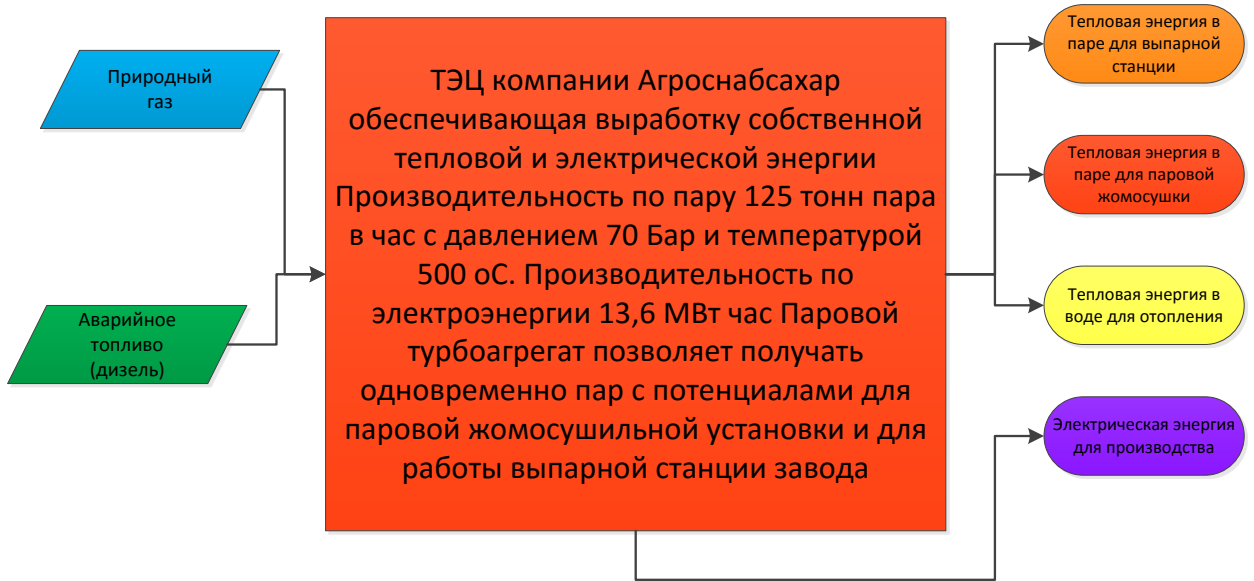 Природный
газ
Аварийное
топливо
(дизель)
ТЭЦ компании Агроснабсахар
обеспечивающая выработку собственной
тепловой и электрической энергии
Производительность по пару 125 тонн пара
в час с давлением 70 Бар и температурой
500 оС. Производительность по
электроэнергии 13,6 МВт час Паровой
турбоагрегат позволяет получать
одновременно пар с потенциалами для
паровой жомосушильной установки и для
работы выпарной станции завода
Тепловая энергия в
паре для выпарной
станции
Тепловая энергия в
паре для паровой
жомосушки
Тепловая энергия в
воде для отопления
Электрическая энергия
для производства